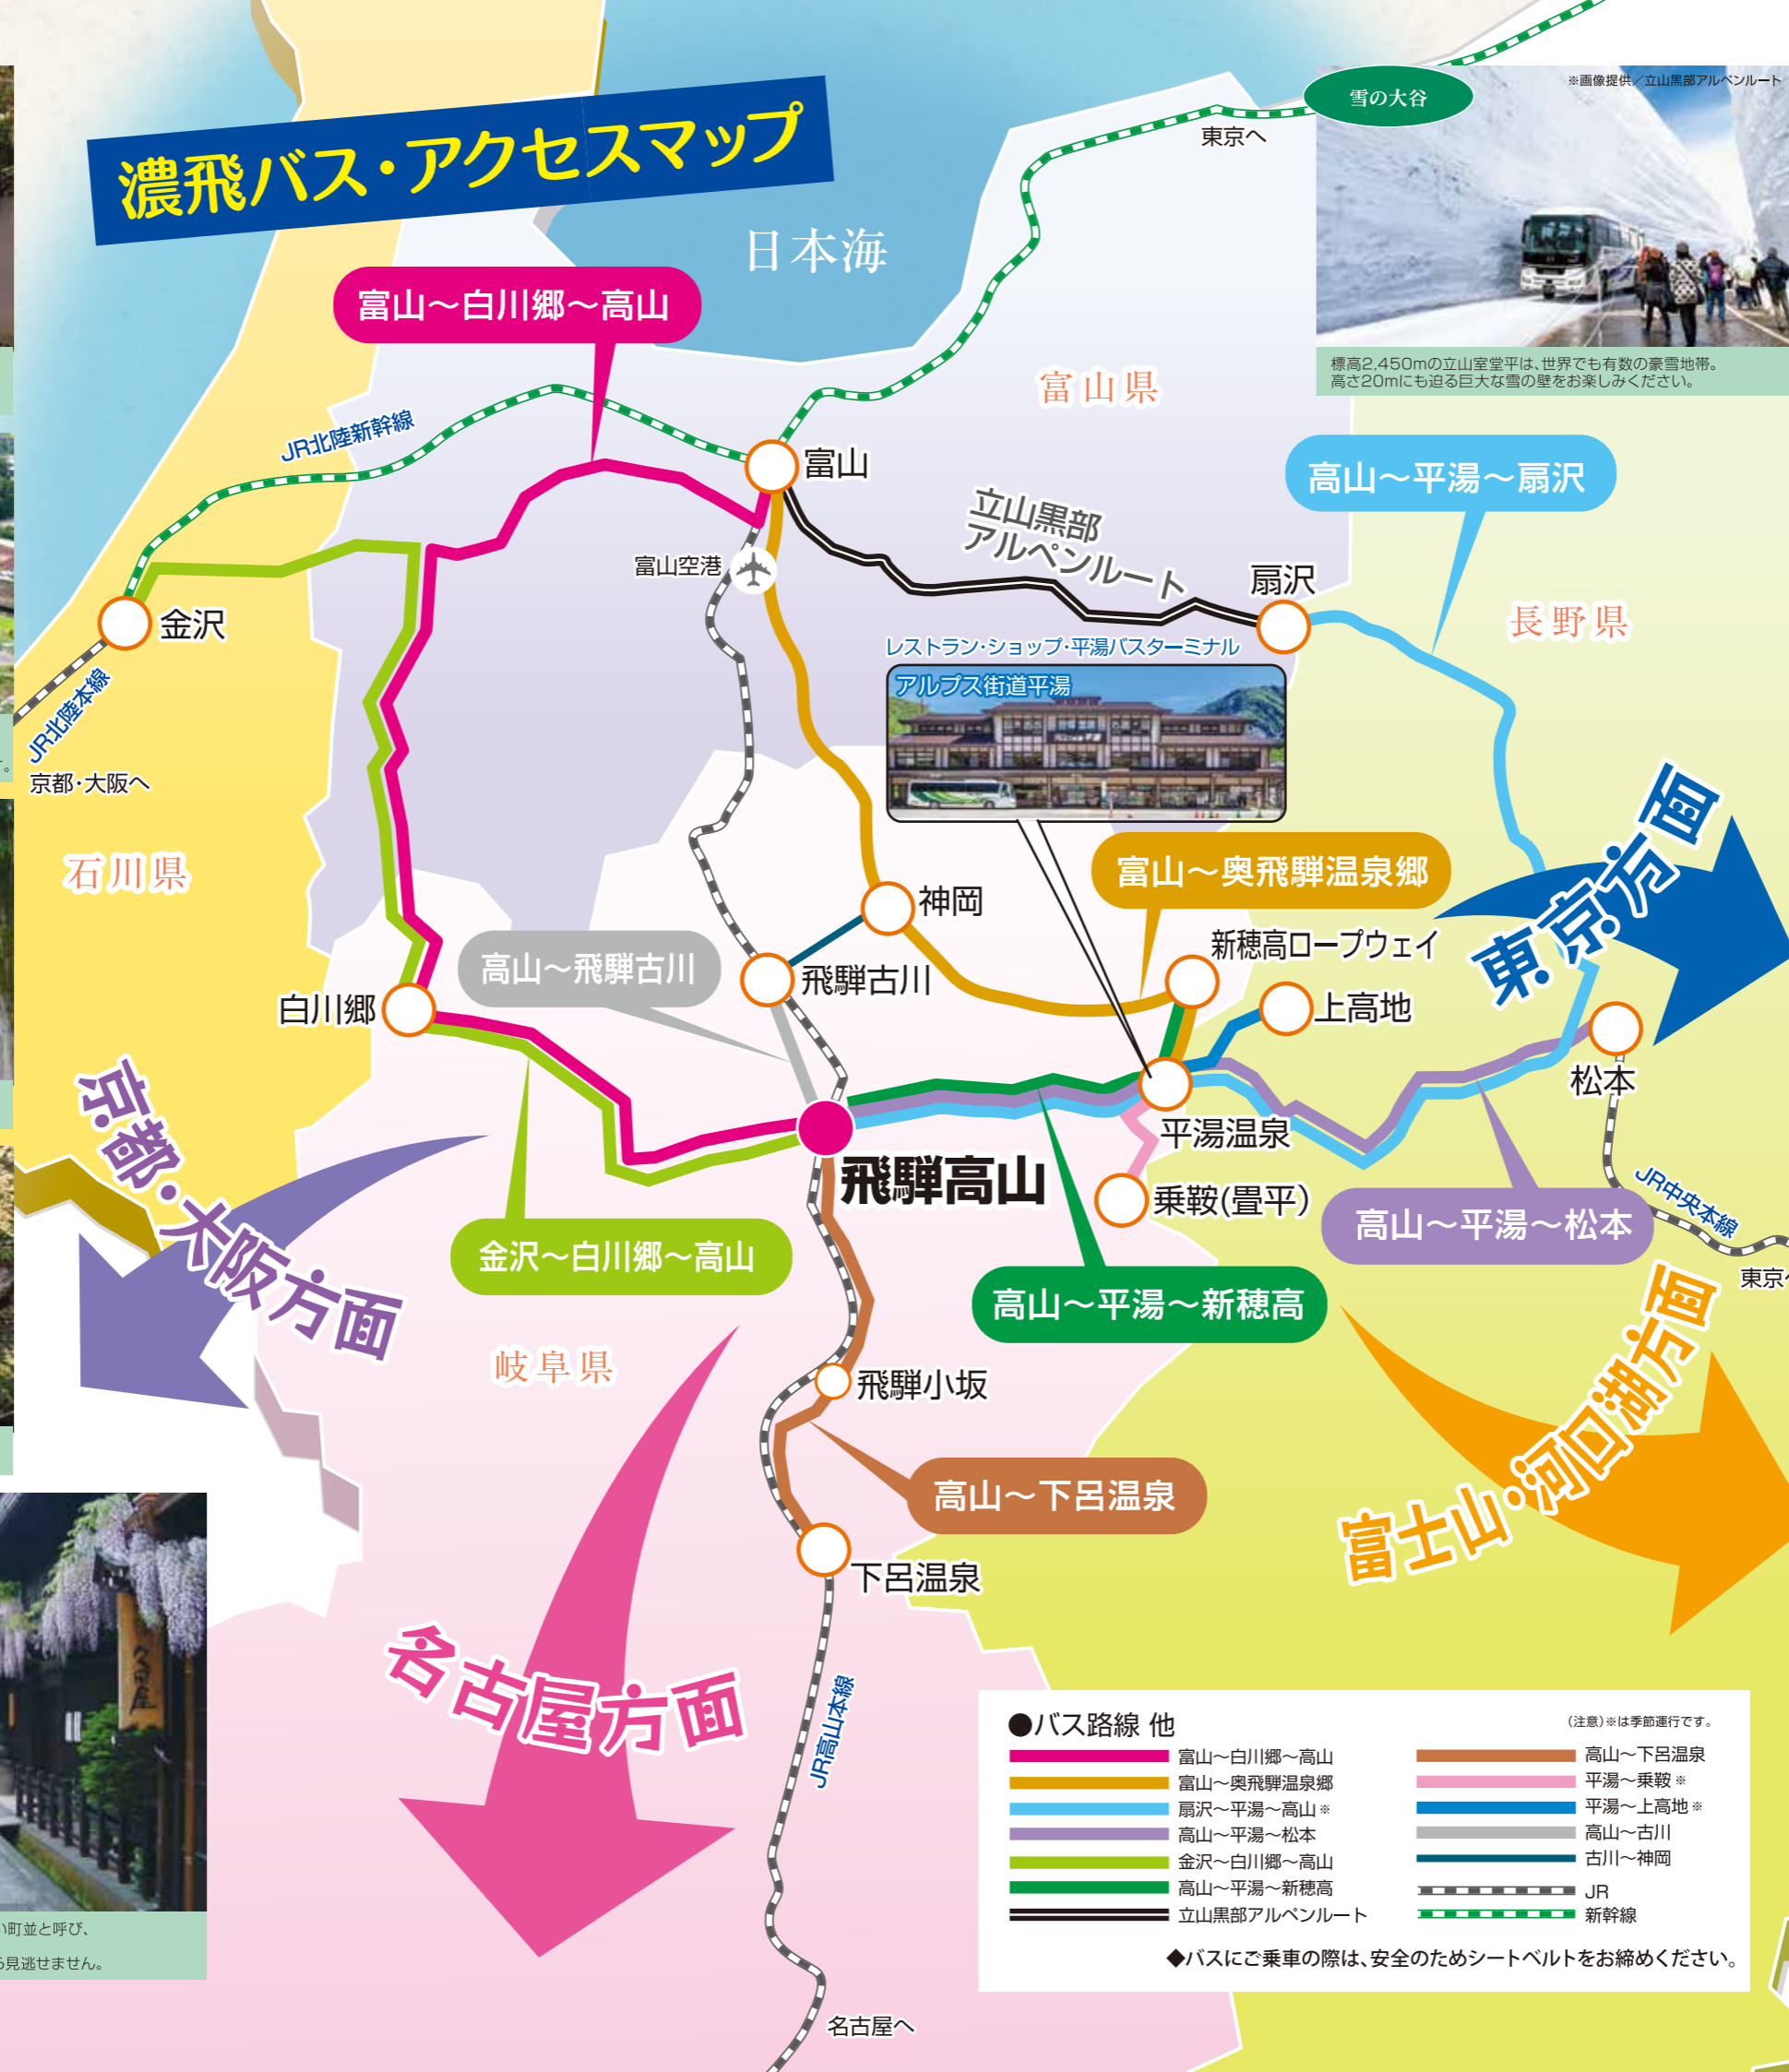 濃飛バス・アクセスマップ
雪の大谷
※画像提供／立山黒部アルペンルート
標高2,450mの立山室堂平は、世界でも有数の豪雪地帯。
高さ20mにも迫る巨大な雪の壁をお楽しみください。
東京へ
日本海
富山〜白川郷〜高山
富山県
JR北陸新幹線
富山
高山〜平湯〜扇沢
立山黒部
アルペンルート
富山空港
扇沢
長野県
金沢
レストラン・ショップ・平湯バスターミナル
アルプス街道平湯
JR北陸本線
京都・大阪へ
す。
石川県
東京方面
富山〜奥飛騨温泉郷
神岡
新穂高ロープウェイ
高山〜飛騨古川
飛騨古川
白川郷
上高地
松本
京都・大阪方面
平湯温泉
飛騨高山
乗鞍(畳平)
JR中央本線
高山〜平湯〜松本
金沢〜白川郷〜高山
東京へ
高山〜平湯〜新穂高
岐阜県
飛騨小坂
富士山・河口湖方面
高山〜下呂温泉
下呂温泉
名古屋方面
JR高山本線
久田屋
い町並と呼び、
ら見逃せません。
名古屋へ
●バス路線 他
(注意)※は季節運行です。
富山〜白川郷〜高山
富山〜奥飛騨温泉郷
扇沢〜平湯〜高山※
高山〜平湯〜松本
金沢〜白川郷〜高山
高山〜平湯〜新穂高
立山黒部アルペンルート
高山〜下呂温泉
平湯〜乗鞍※
平湯〜上高地※
高山〜古川
古川〜神岡
JR
新幹線
◆バスにご乗車の際は、安全のためシートベルトをお締めください。